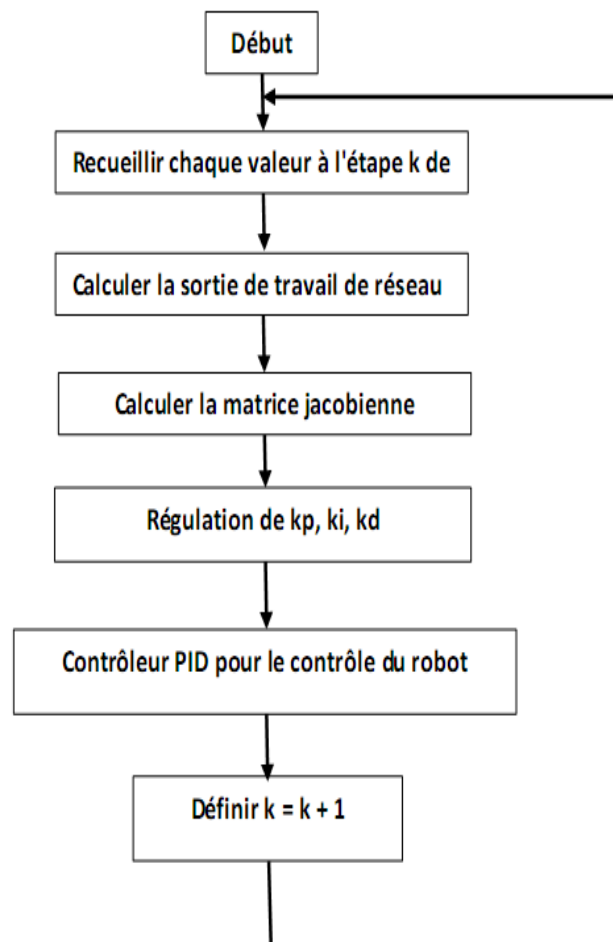 Début
Recueillir chaque valeur à l'étape k de
Calculer la sortie de travail de réseau
Calculer la matrice jacobienne
Régulation de kp, ki, kd
Contrôleur PID pour le contrôle du robot
Définir k = k + 1